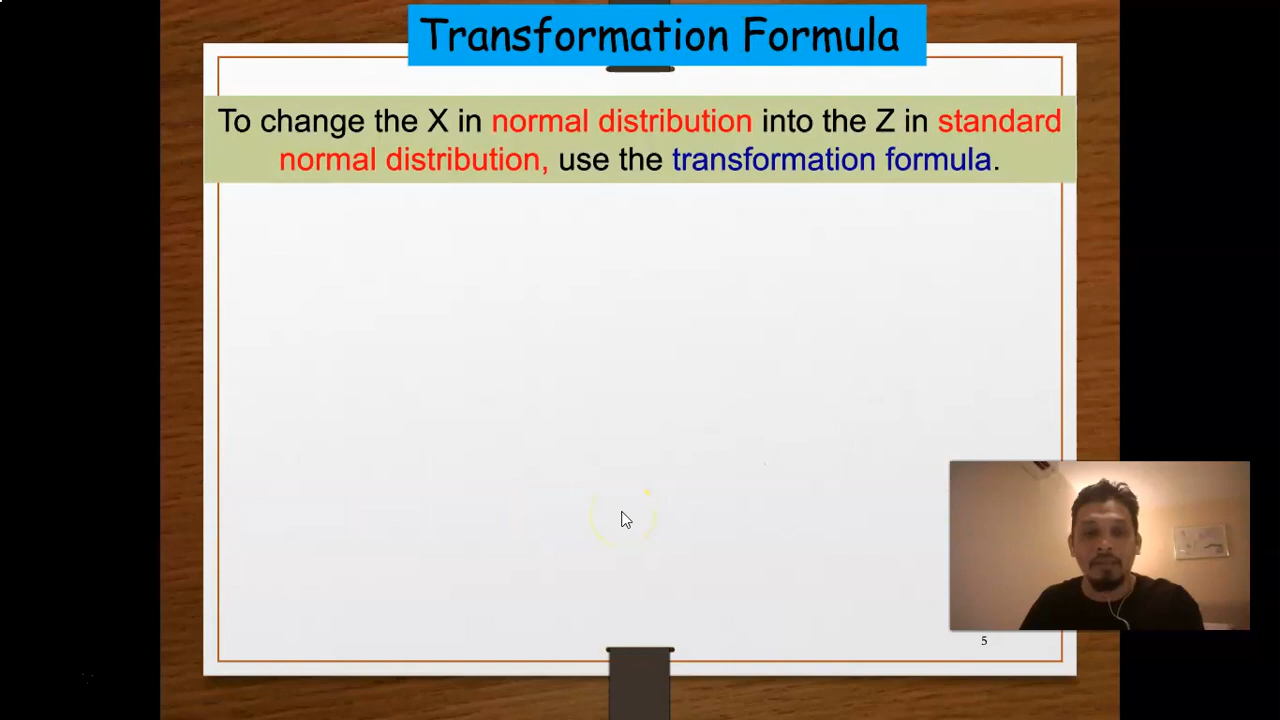 Transformation Formula
To change the X in normal distribution into the Z in standard
normal distribution, use the transformation formula.
5